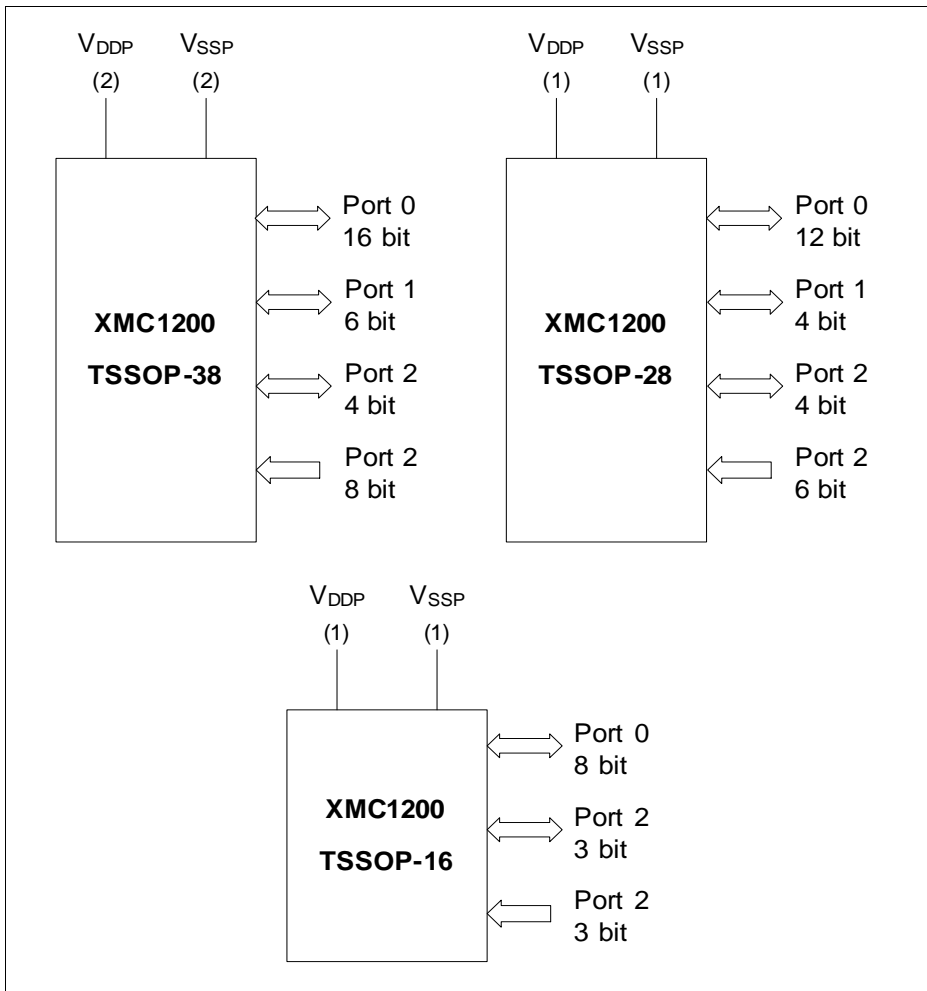 VDDP
(2)
VSSP
(2)
XMC1200
TSSOP-38
Port 0
16 bit
Port 1
6 bit
Port 2
4 bit
Port 2
8 bit
VDDP
(1)
VSSP
(1)
XMC1200
TSSOP-28
Port 0
12 bit
Port 1
4 bit
Port 2
4 bit
Port 2
6 bit
VDDP
(1)
VSSP
(1)
XMC1200
TSSOP-16
Port 0
8 bit
Port 2
3 bit
Port 2
3 bit